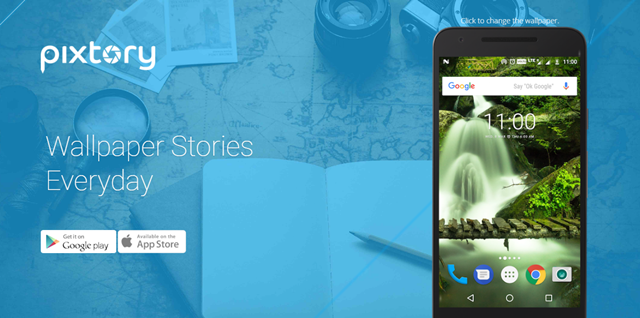 Click to change the wallpaper.
pixtory
N
LTE
11:00
Google
Say "Ok Google"
11:00
Wallpaper Stories
Everyday
Get it on
Google play
Available on the
App Store